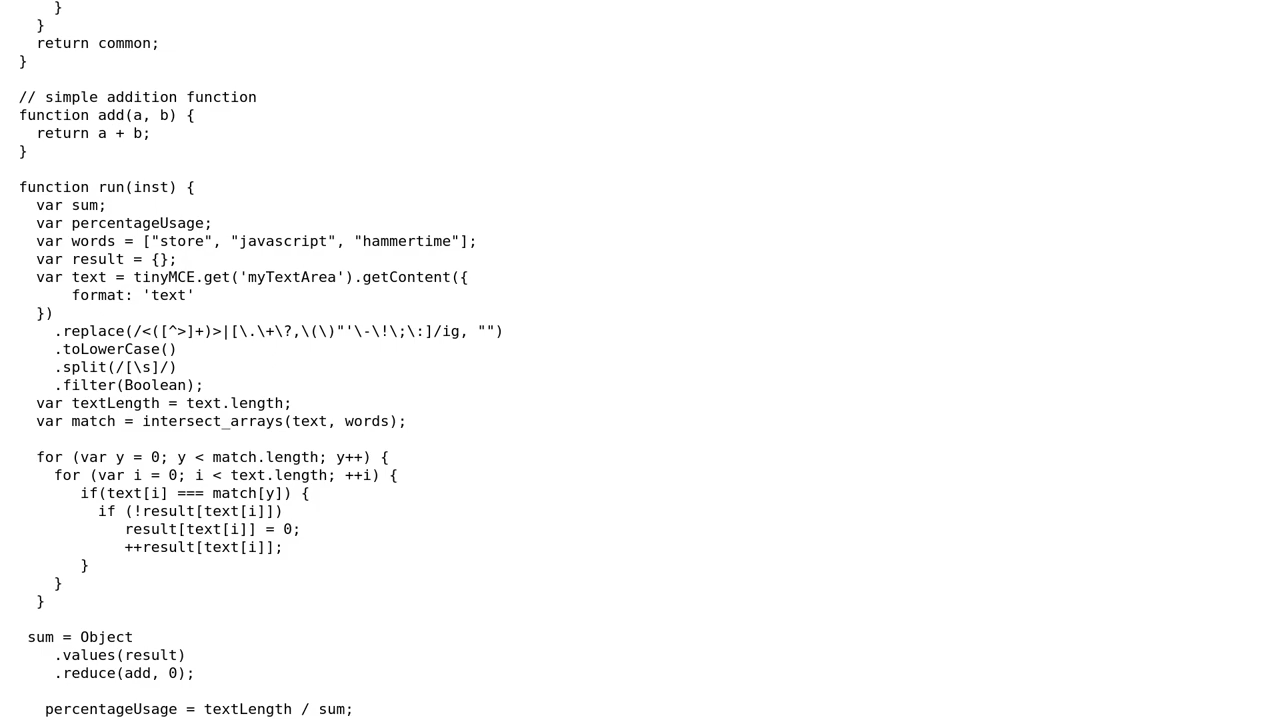 }
  }
  return common;
}

// simple addition function
function add(a, b) {
  return a + b;
}

function run(inst) {
  var sum;
  var percentageUsage;
  var words = ["store", "javascript", "hammertime"];
  var result = {};
  var text = tinyMCE.get('myTextArea').getContent({
      format: 'text'
  })
    .replace(/<([^>]+)>|[\.\+\?,\(\)"'\-\!\;\:]/ig, "")
    .toLowerCase()
    .split(/[\s]/)
    .filter(Boolean);
  var textLength = text.length;
  var match = intersect_arrays(text, words);

  for (var y = 0; y < match.length; y++) {
    for (var i = 0; i < text.length; ++i) {
       if(text[i] === match[y]) {
         if (!result[text[i]])
            result[text[i]] = 0;
            ++result[text[i]];
       }
    }
  }

 sum = Object
    .values(result)
    .reduce(add, 0);

   percentageUsage = textLength / sum;